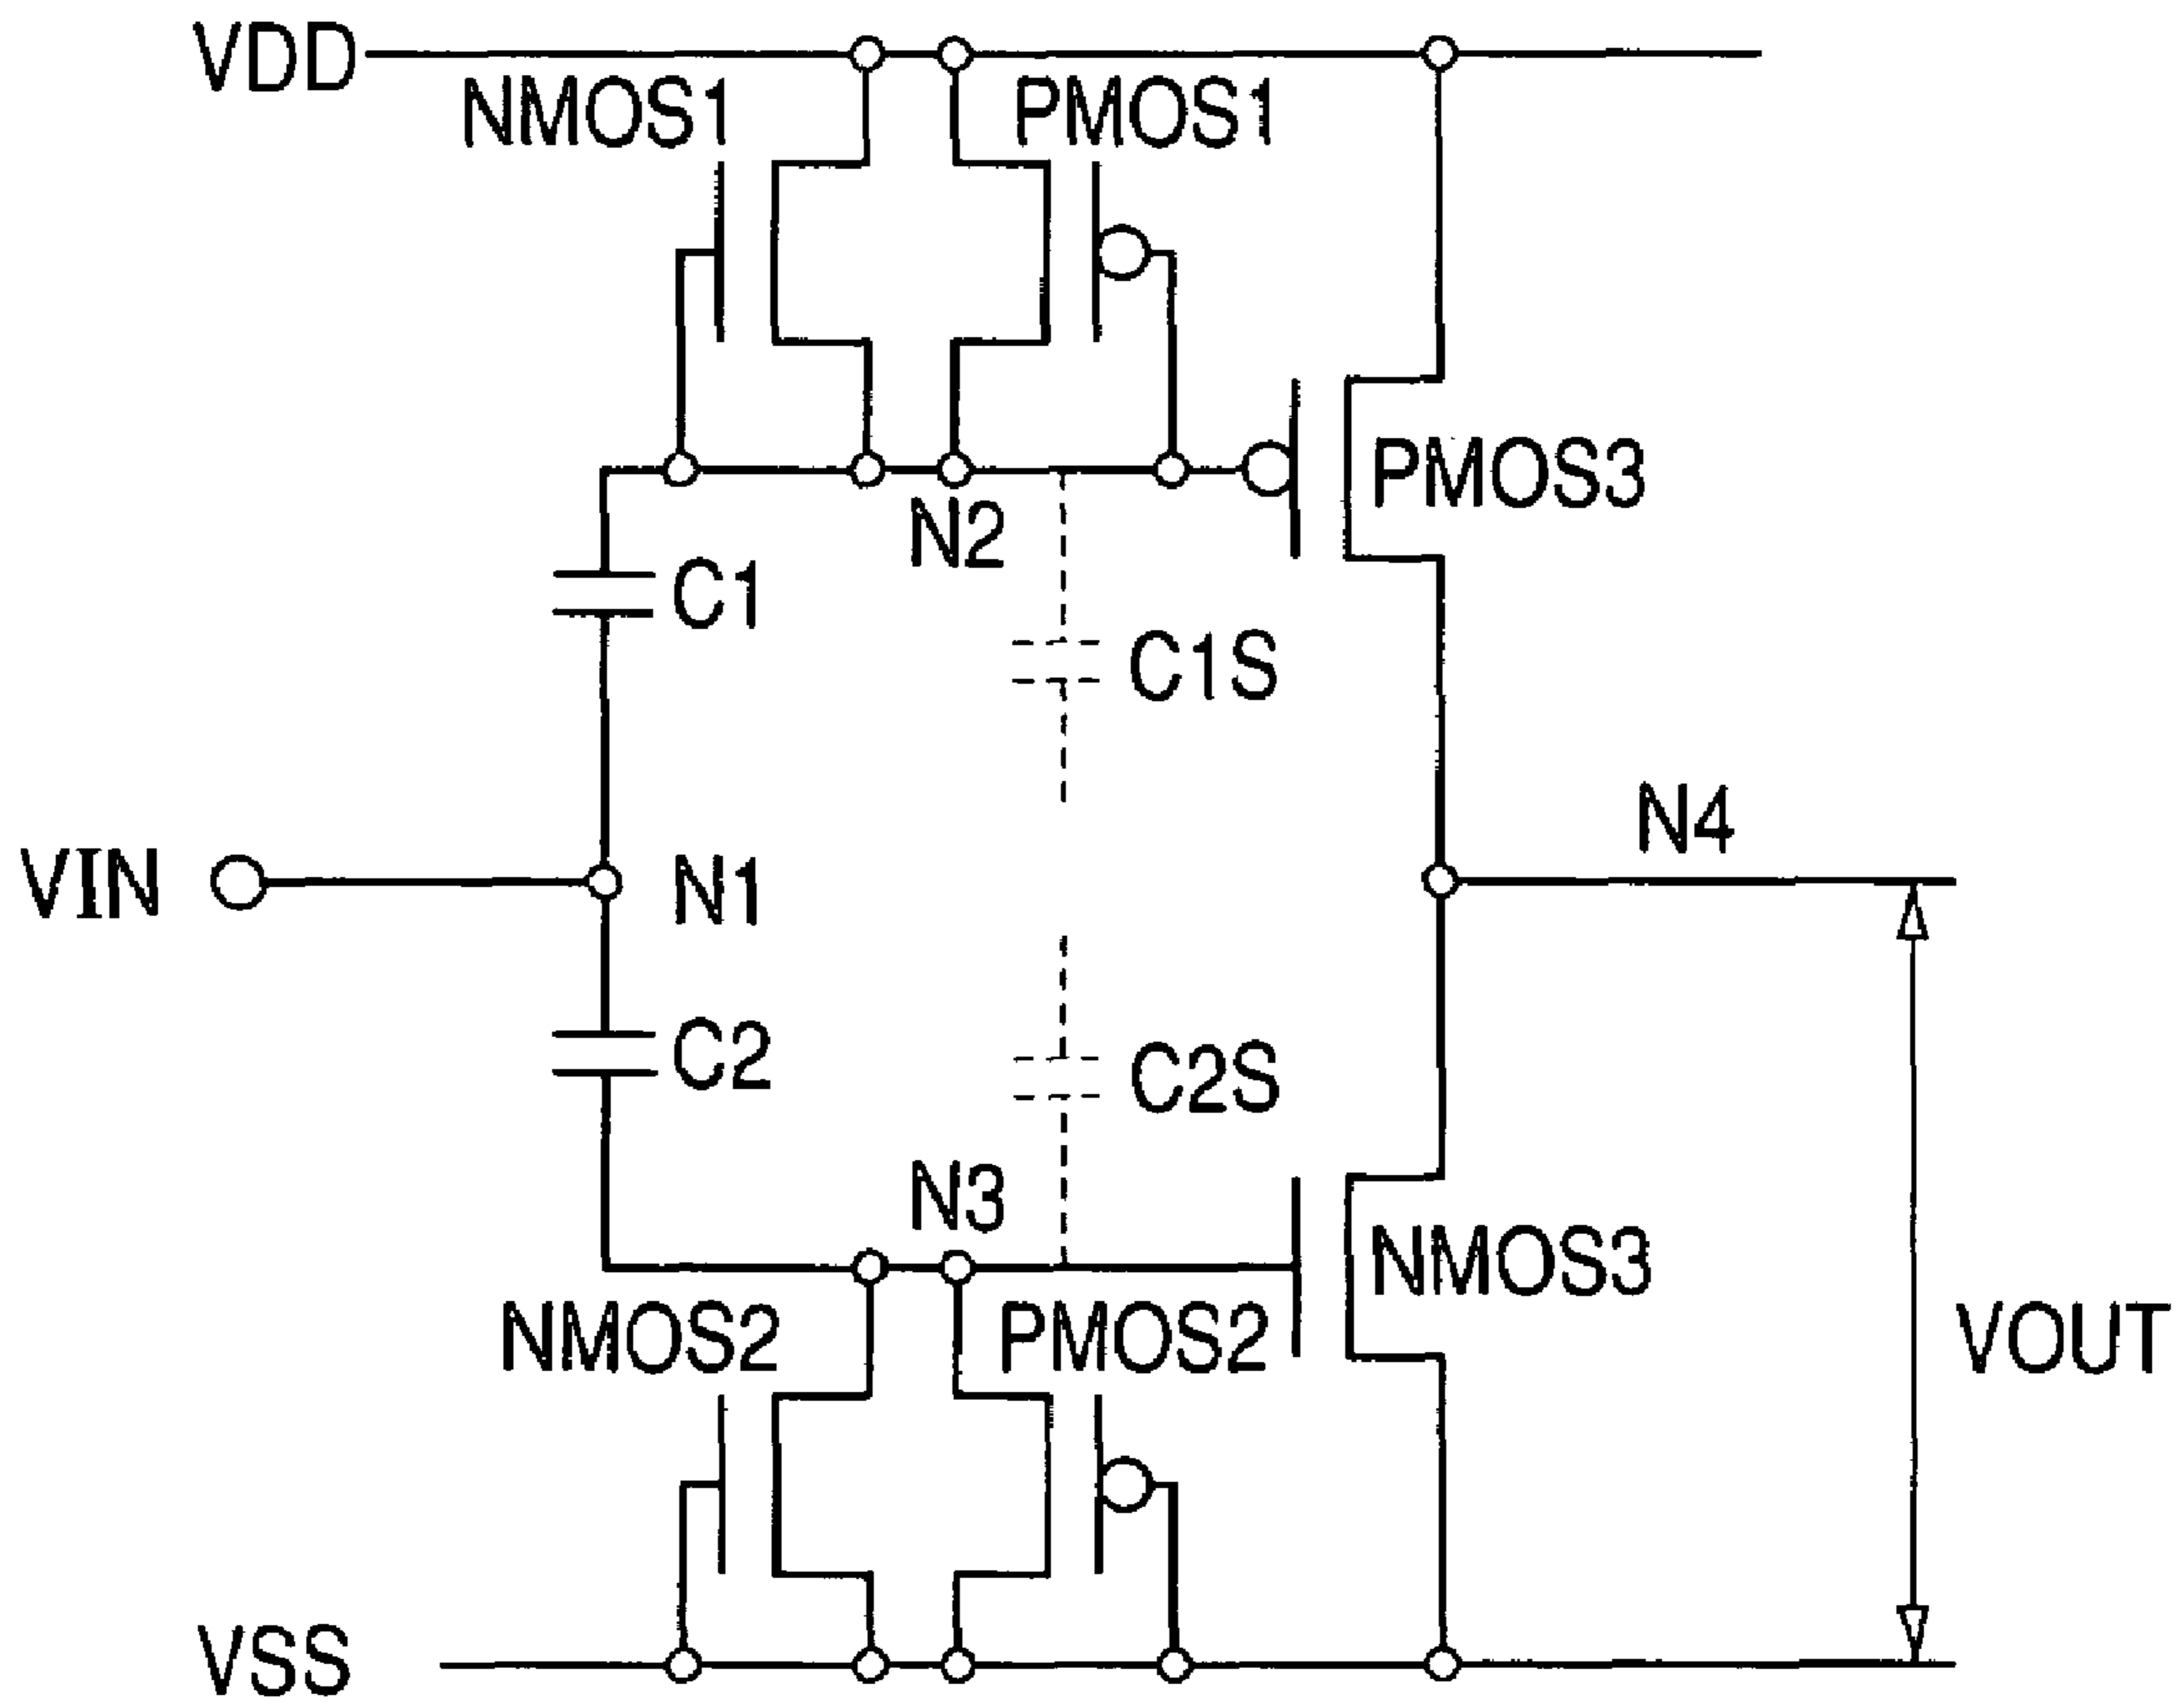 VDD
NMOS1
PMOS1
PMOS3
N2
C1
C1S
N4
VIN
N1
C2
C2S
N3
NMOS3
NMOS2
PMOS2
VOUT
VSS